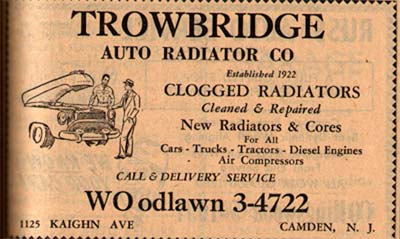 TROWBRIDGE
AUTO RADIATOR CO
Established 1922
CLOGGED RADIATORS
Cleaned & Repaired
New Radiators & Cores
For All
Cars - Trucks - Tractors - Diesel Engines
- Air Compressors
CALL & DELIVERY SERVICE
WO odlawn 3-4722
1125 KAIGHN AVE CAMDEN, N. J.